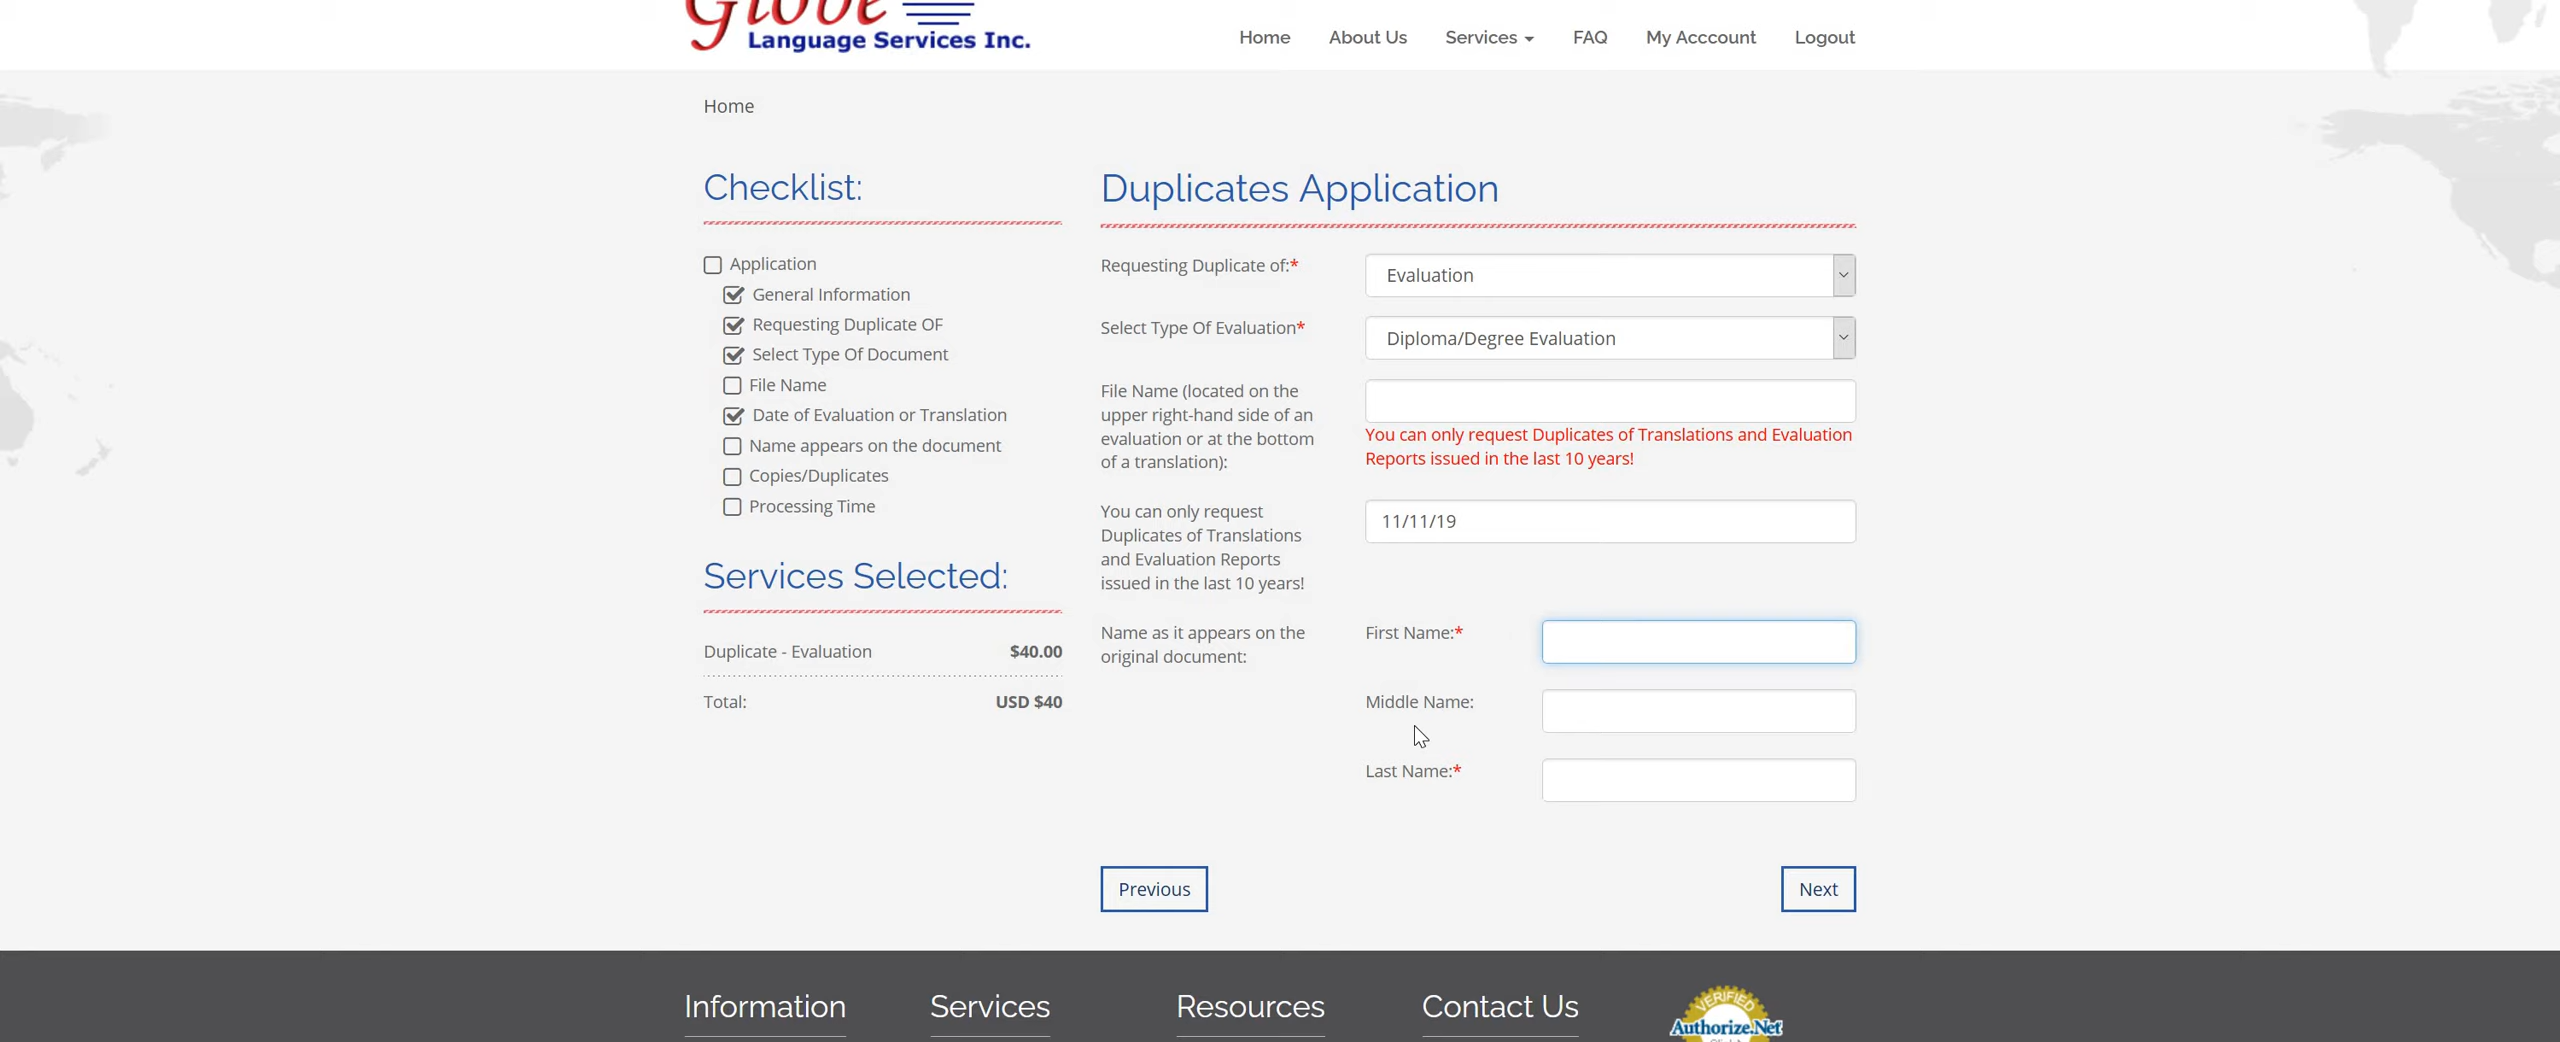 Globe
Language Services Inc.
Home About Us Services FAQ My Acccount Logout
Home
Checklist:
Application
General Information
Requesting Duplicate OF
Select Type Of Document
File Name
Date of Evaluation or Translation
Name appears on the document
Copies/Duplicates
Processing Time
Services Selected:
Duplicate - Evaluation $40.00
Total: USD $40
Duplicates Application
Requesting Duplicate of:* Evaluation
Select Type Of Evaluation* Diploma/Degree Evaluation
File Name (located on the
upper right-hand side of an
evaluation or at the bottom
of a translation):
You can only request Duplicates of Translations and Evaluation
Reports issued in the last 10 years!
You can only request
Duplicates of Translations
and Evaluation Reports
issued in the last 10 years!
11/11/19
Name as it appears on the
original document:
First Name:*
Middle Name:
Last Name:*
Previous Next
Information Services Resources Contact Us
VERIFIED
Authorize.Net